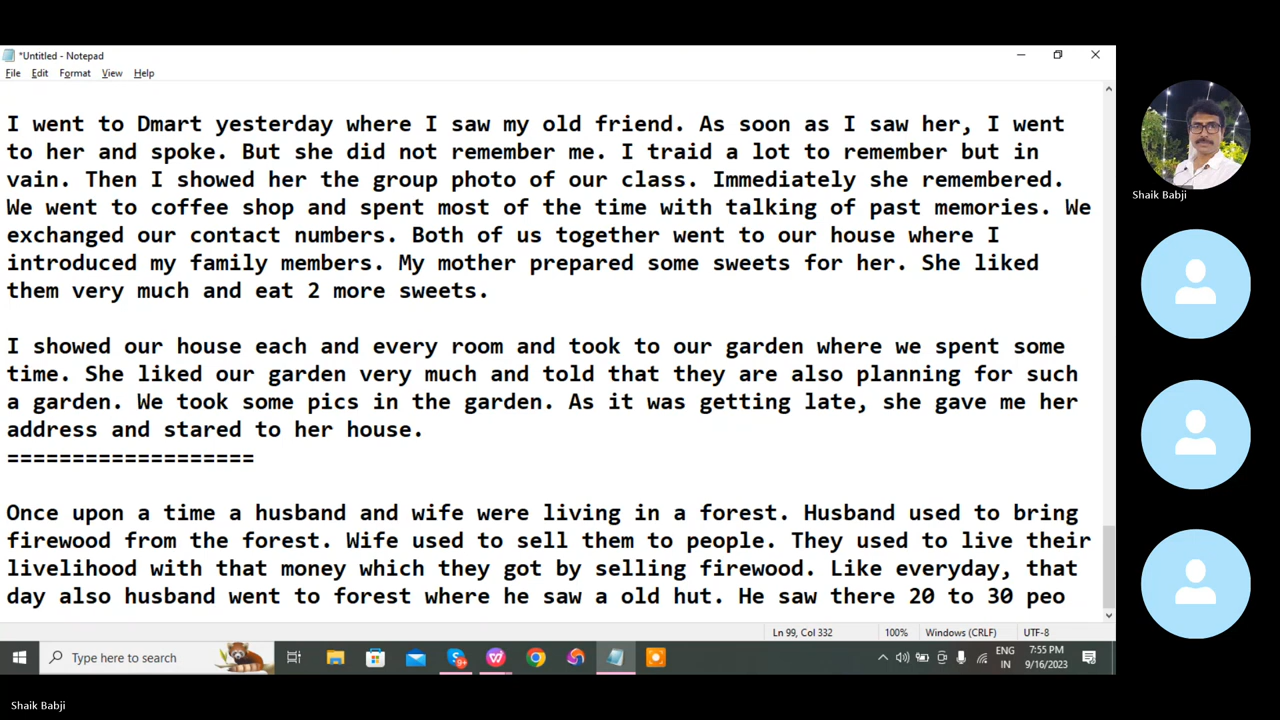 *Untitled - Notepad
File Edit Format View Help
I went to Dmart yesterday where I saw my old friend. As soon as I saw her, I went
to her and spoke. But she did not remember me. I traid a lot to remember but in
vain. Then I showed her the group photo of our class. Immediately she remembered.
We went to coffee shop and spent most of the time with talking of past memories. We
exchanged our contact numbers. Both of us together went to our house where I
introduced my family members. My mother prepared some sweets for her. She liked
them very much and eat 2 more sweets.
I showed our house each and every room and took to our garden where we spent some
time. She liked our garden very much and told that they are also planning for such
a garden. We took some pics in the garden. As it was getting late, she gave me her
address and stared to her house.
===================
Once upon a time a husband and wife were living in a forest. Husband used to bring
firewood from the forest. Wife used to sell them to people. They used to live their
livelihood with that money which they got by selling firewood. Like everyday, that
day also husband went to forest where he saw a old hut. He saw there 20 to 30 peo
Ln 99, Col 332 100% Windows (CRLF) UTF-8
Type here to search
ENG
IN
7:55 PM
9/16/2023
Shaik Babji
Shaik Babji